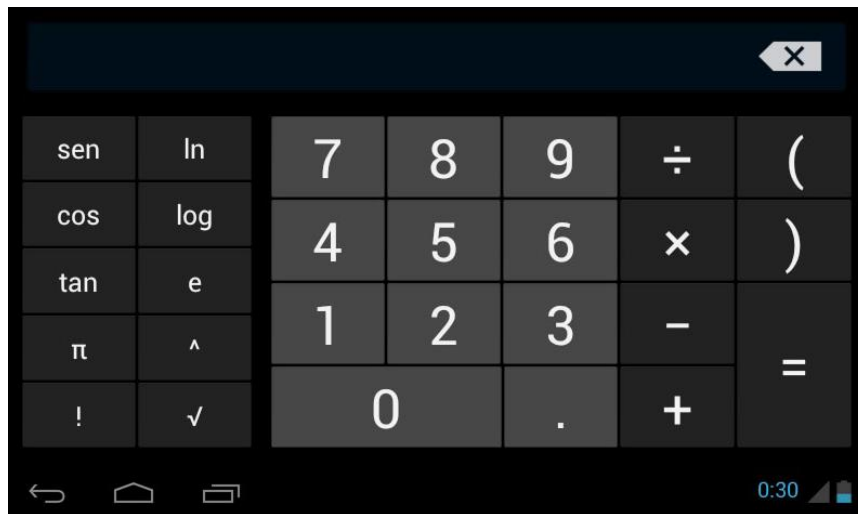 sen ln 7 8 9 ÷ (
cos log 4 5 6 × )
tan e 1 2 3 −
π ^ =
! √ 0 . +
0:30